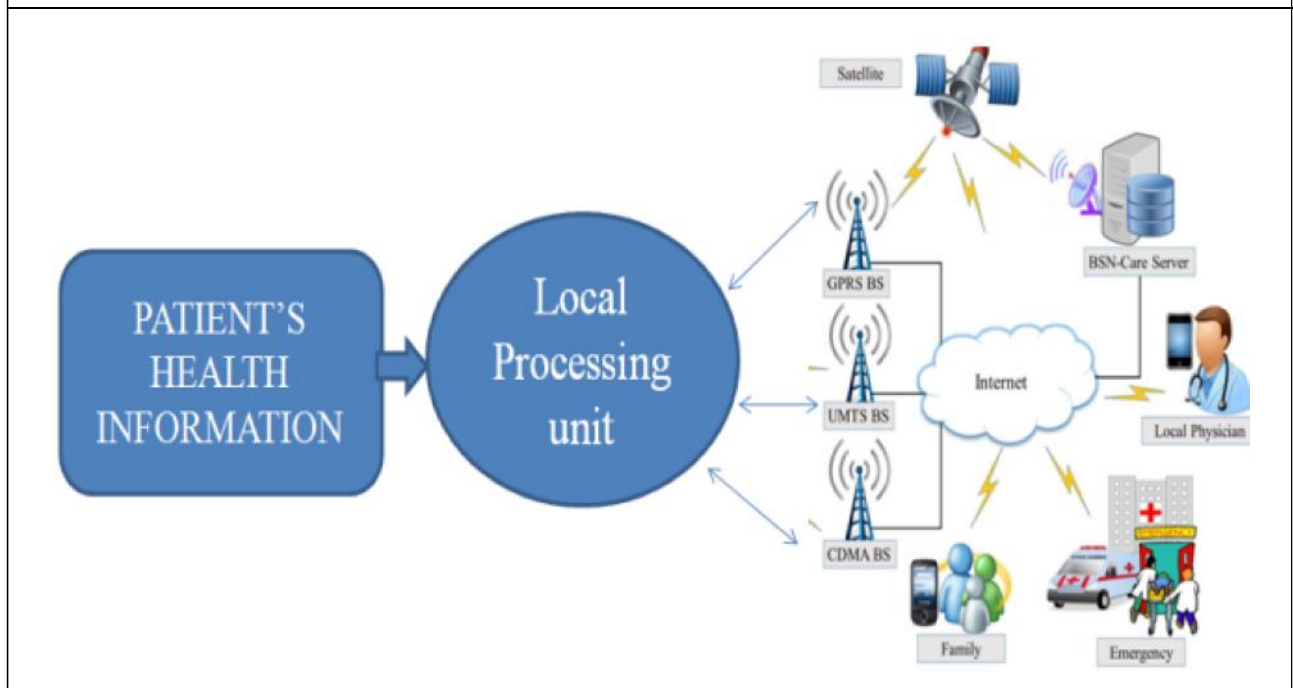 PATIENT'S
HEALTH
INFORMATION
Local
Processing
unit
Satellite
GPRS BS
UMTS BS
CDMA BS
Internet
BSN-Care Server
Local Physician
Family
EMERGENCY
Emergency